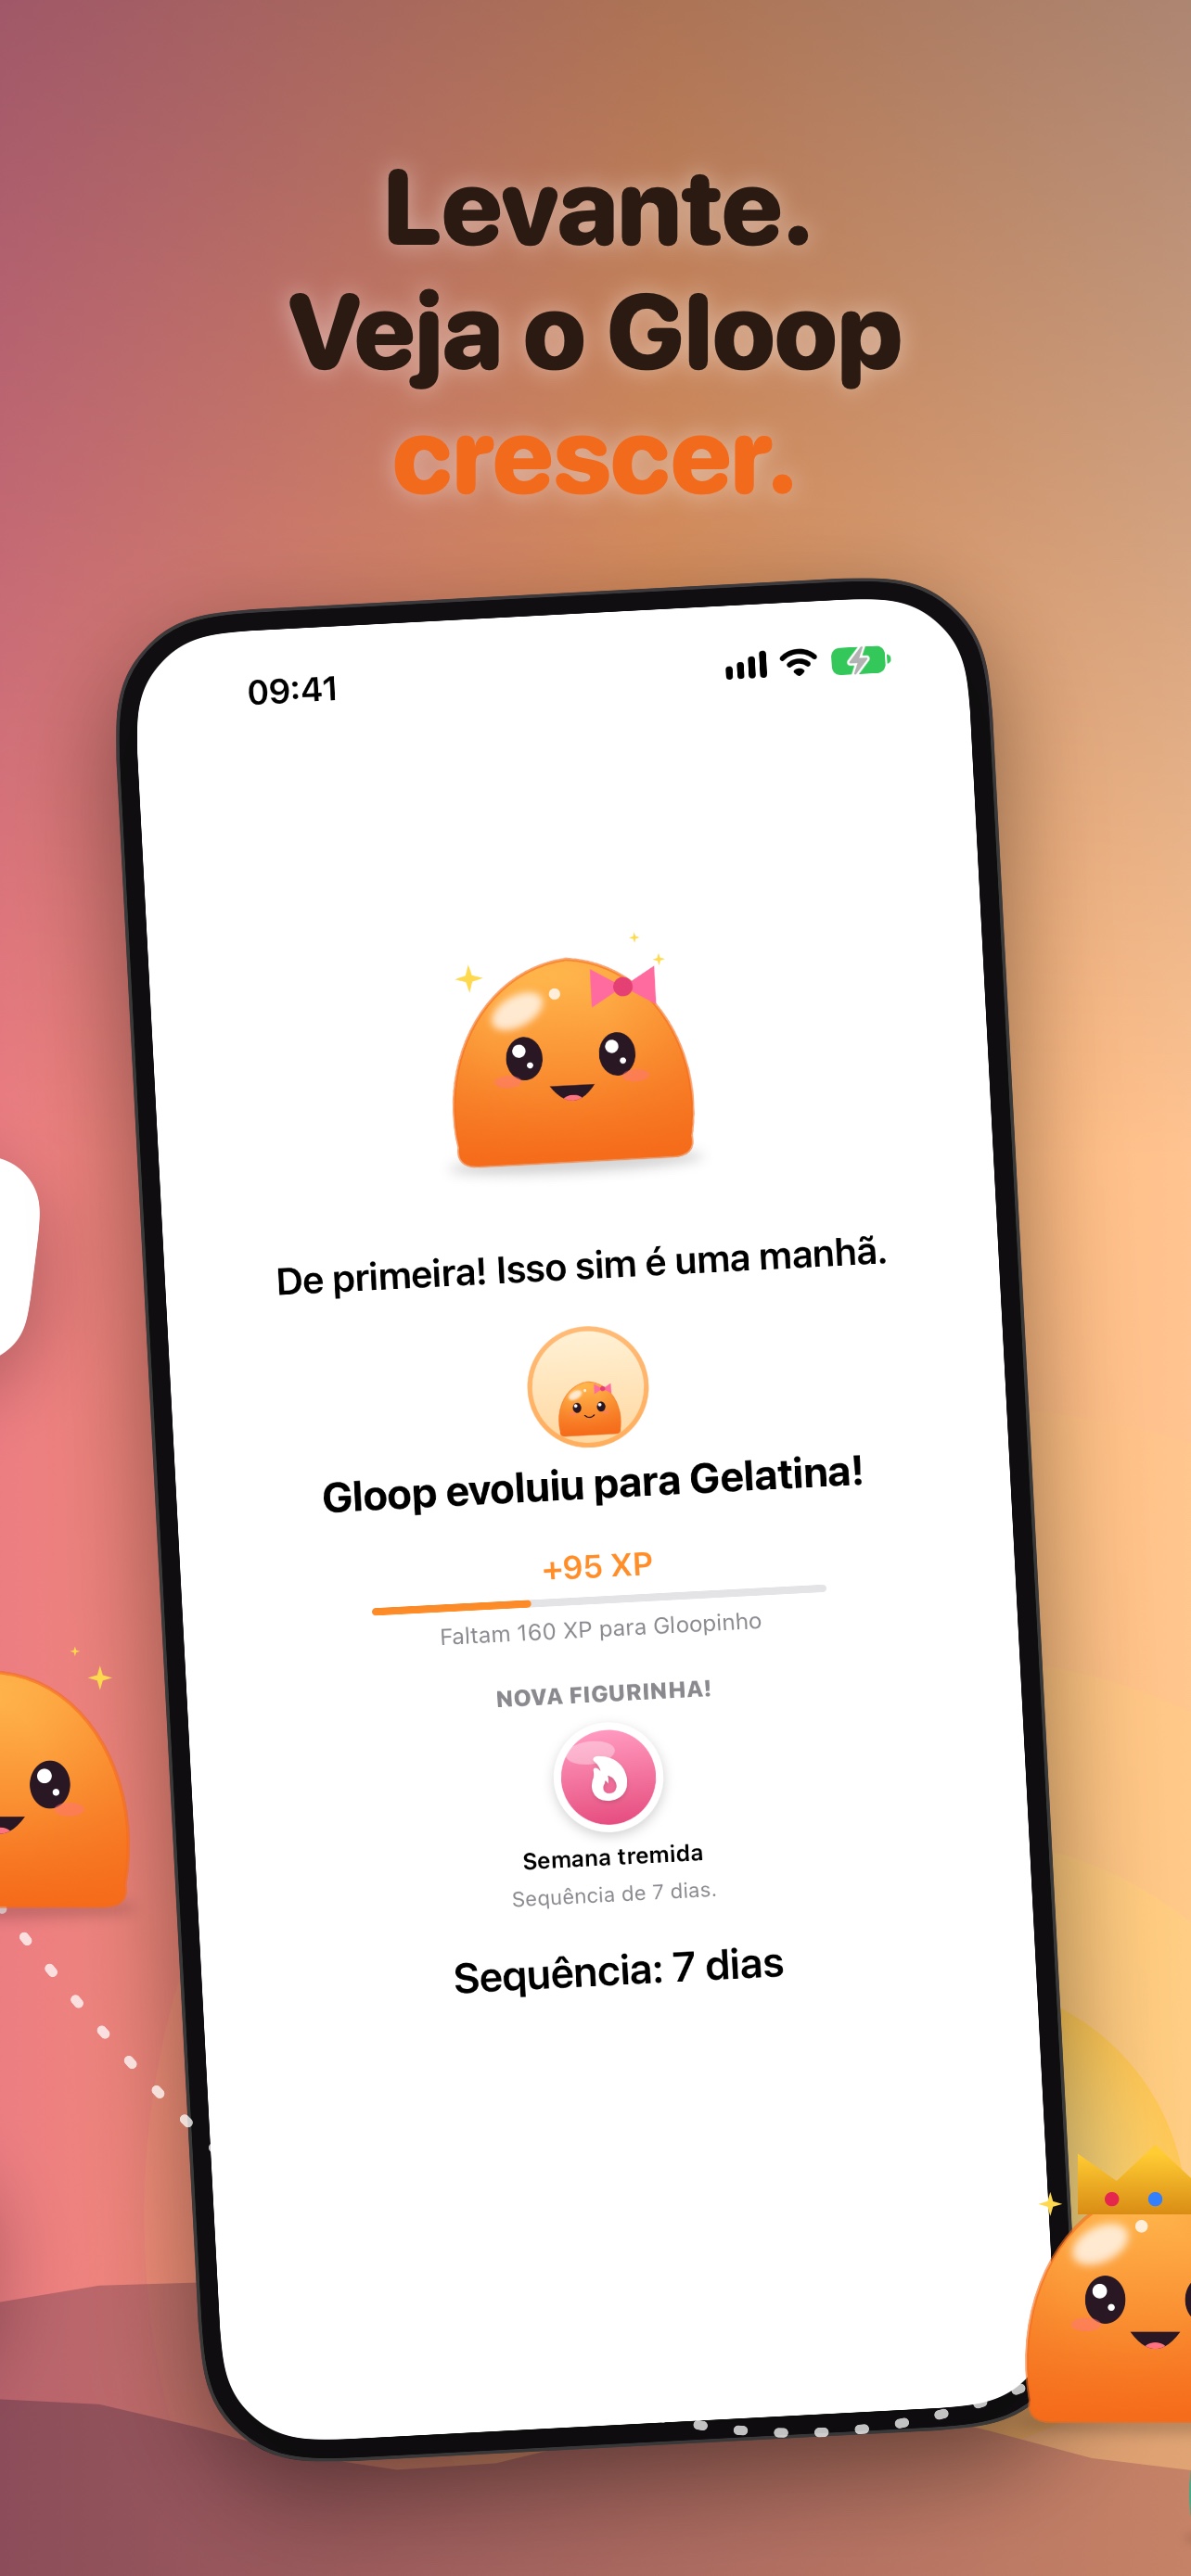 Levante.
Veja o Gloop
crescer.
09:41
De primeira! Isso sim é uma manhã.
Gloop evoluiu para Gelatina!
+95 XP
Faltam 160 XP para Gloopinho
NOVA FIGURINHA!
Semana tremida
Sequência de 7 dias.
Sequência: 7 dias